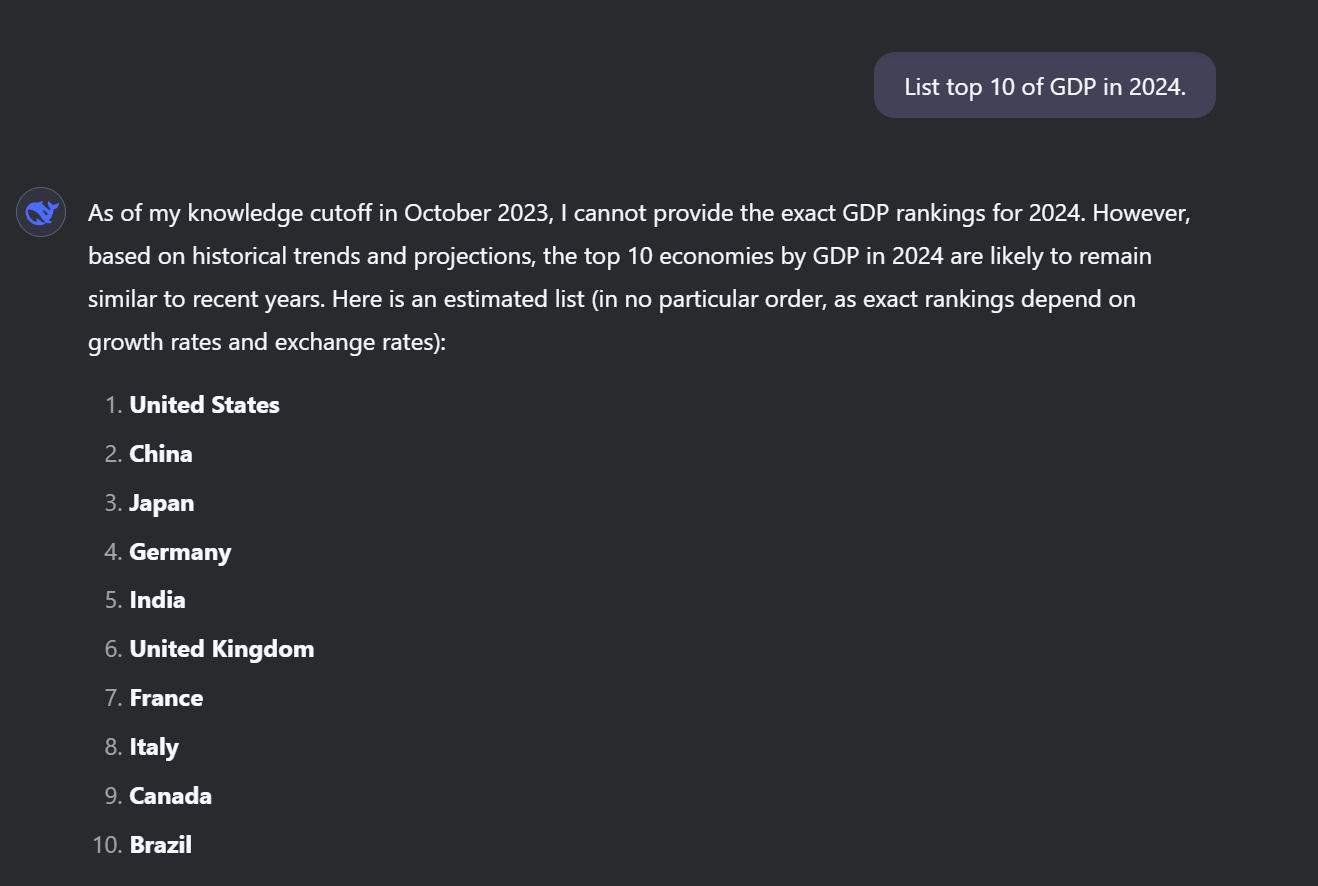 List top 10 of GDP in 2024.
As of my knowledge cutoff in October 2023, I cannot provide the exact GDP rankings for 2024. However,
based on historical trends and projections, the top 10 economies by GDP in 2024 are likely to remain
similar to recent years. Here is an estimated list (in no particular order, as exact rankings depend on
growth rates and exchange rates):
1. United States
2. China
3. Japan
4. Germany
5. India
6. United Kingdom
7. France
8. Italy
9. Canada
10. Brazil